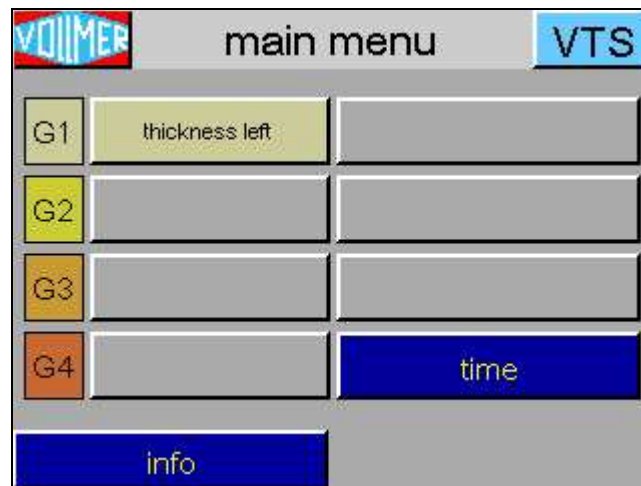 VOLLMER main menu VTS
G1 thickness left
G2
G3
G4 time
info